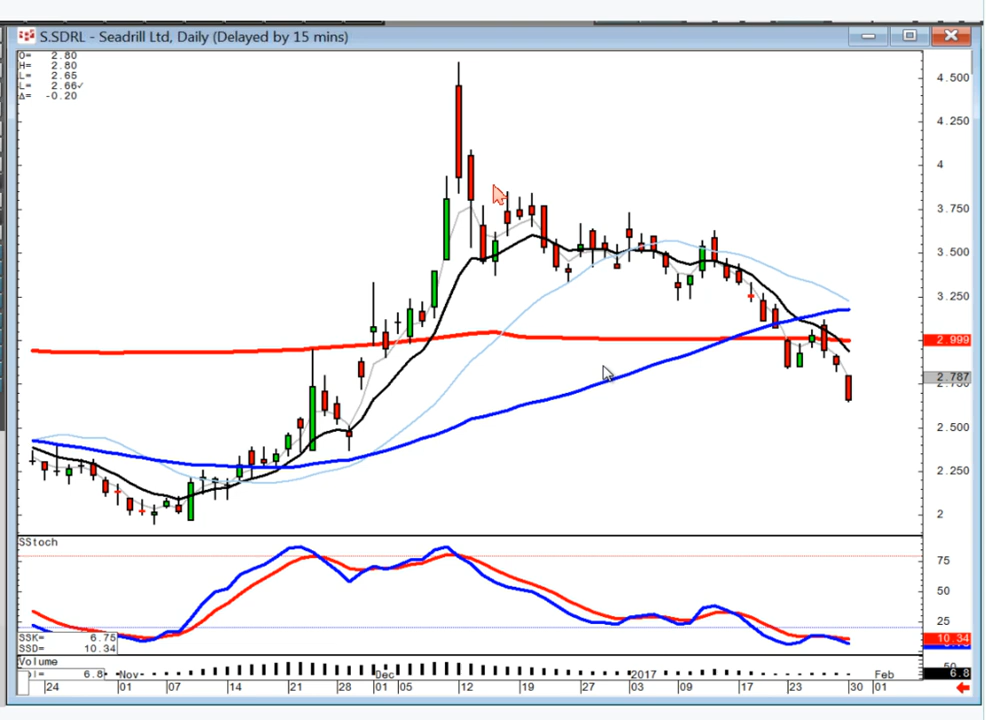 S.SDRL - Seadrill Ltd, Daily (Delayed by 15 mins)
O= 2.80
H= 2.80
L= 2.65
L= 2.66✓
Δ= -0.20
4.500
4.250
4
3.750
3.500
3.250
2.999
2.787
2.500
2.250
2
SStoch
75
50
25
SSK= 6.75
SSD= 10.34
10.34
Volume
50
6.8
6.8
24 01 Nov 07 14 21 28 01 Dec 05 12 19 27 03 2017 09 17 23 30 01 Feb